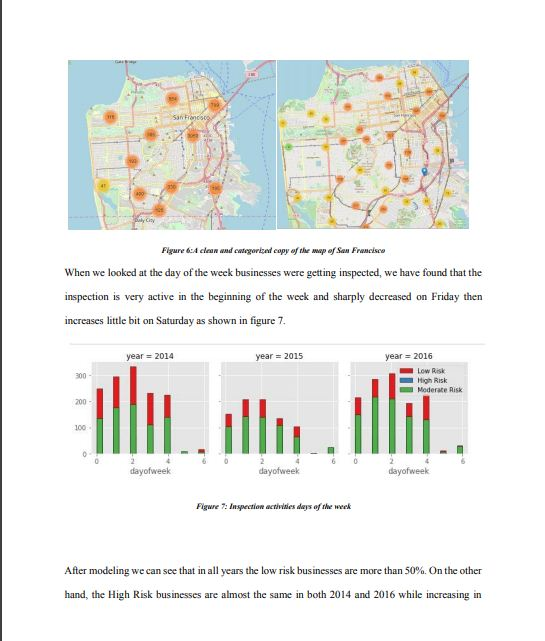 Gate Bridge
San Francisco
Daly City
Figure 6:A clean and categorized copy of the map of San Francisco
When we looked at the day of the week businesses were getting inspected, we have found that the
inspection is very active in the beginning of the week and sharply decreased on Friday then
increases little bit on Saturday as shown in figure 7.
year = 2014 year = 2015 year = 2016
Low Risk
High Risk
Moderate Risk
300
200
100
0
0 2 4 6 0 2 4 6 0 2 4 6
dayofweek dayofweek dayofweek
Figure 7: Inspection activities days of the week
After modeling we can see that in all years the low risk businesses are more than 50%. On the other
hand, the High Risk businesses are almost the same in both 2014 and 2016 while increasing in